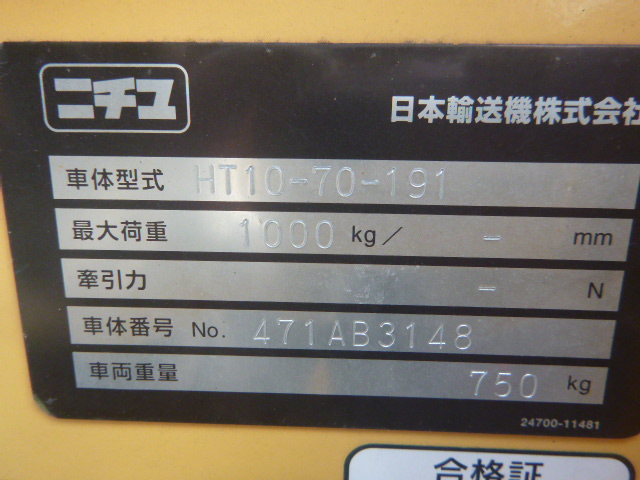 ニチユ
日本輸送機株式会社
車体型式 HT10-70-191
最大荷重 1000 kg／ - mm
牽引力 - N
車体番号 No. 471AB3148
車両重量 750 kg
24700-11481
合格証